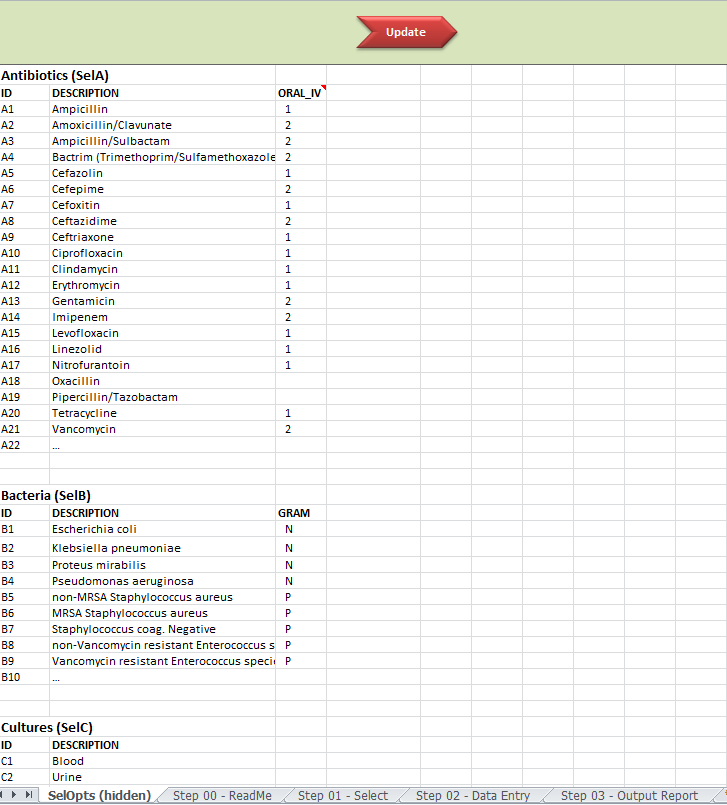 Update
Antibiotics (SelA)
ID DESCRIPTION ORAL_IV
A1 Ampicillin 1
A2 Amoxicillin/Clavunate 2
A3 Ampicillin/Sulbactam 2
A4 Bactrim (Trimethoprim/Sulfamethoxazole 2
A5 Cefazolin 1
A6 Cefepime 2
A7 Cefoxitin 1
A8 Ceftazidime 2
A9 Ceftriaxone 1
A10 Ciprofloxacin 1
A11 Clindamycin 1
A12 Erythromycin 1
A13 Gentamicin 2
A14 Imipenem 2
A15 Levofloxacin 1
A16 Linezolid 1
A17 Nitrofurantoin 1
A18 Oxacillin
A19 Pipercillin/Tazobactam
A20 Tetracycline 1
A21 Vancomycin 2
A22 ...
Bacteria (SelB)
ID DESCRIPTION GRAM
B1 Escherichia coli N
B2 Klebsiella pneumoniae N
B3 Proteus mirabilis N
B4 Pseudomonas aeruginosa N
B5 non-MRSA Staphylococcus aureus P
B6 MRSA Staphylococcus aureus P
B7 Staphylococcus coag. Negative P
B8 non-Vancomycin resistant Enterococcus s P
B9 Vancomycin resistant Enterococcus speci P
B10 ...
Cultures (SelC)
ID DESCRIPTION
C1 Blood
C2 Urine
SelOpts (hidden) Step 00 - ReadMe Step 01 - Select Step 02 - Data Entry Step 03 - Output Report